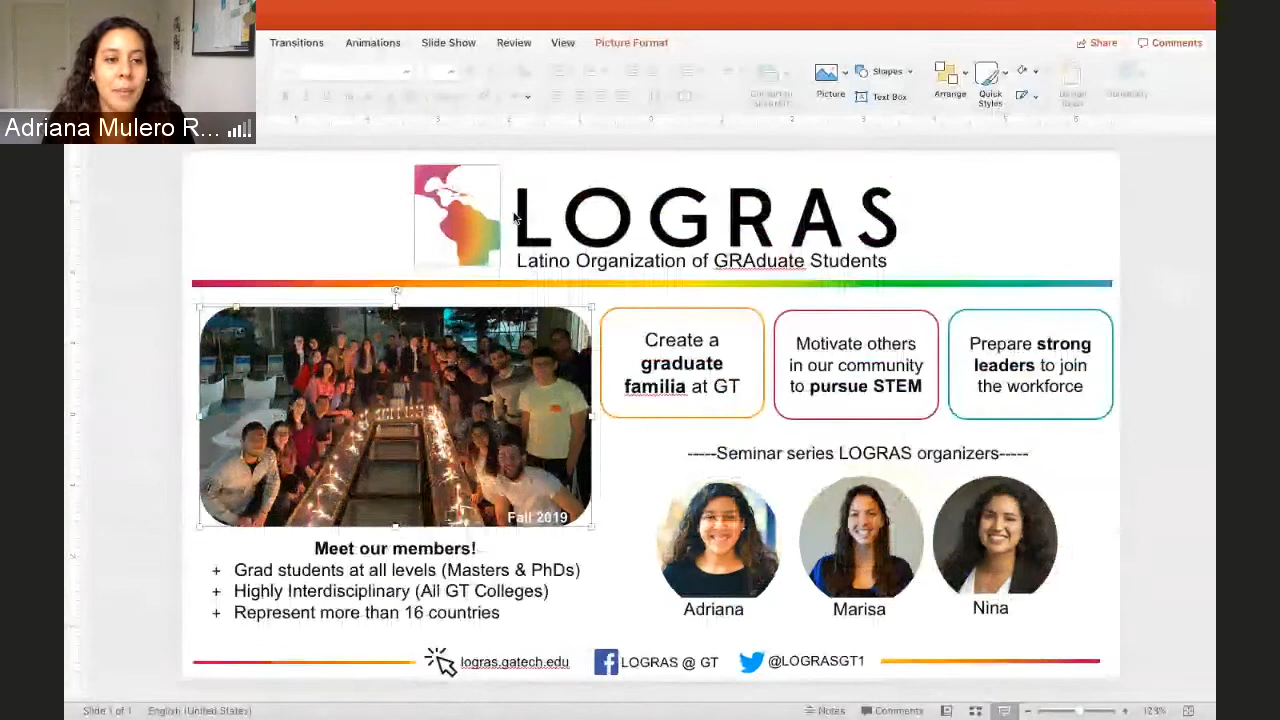 Transitions Animations Slide Show Review View Picture Format Share Comments
Picture Shapes Text Box Arrange Quick Styles
Adriana Mulero R...
LOGRAS
Latino Organization of GRAduate Students
Create a graduate familia at GT
Motivate others in our community to pursue STEM
Prepare strong leaders to join the workforce
-----Seminar series LOGRAS organizers-----
Fall 2019
Adriana Marisa Nina
Meet our members!
+ Grad students at all levels (Masters & PhDs)
+ Highly Interdisciplinary (All GT Colleges)
+ Represent more than 16 countries
logras.gatech.edu LOGRAS @ GT @LOGRASGT1
Slide 1 of 1 English (United States) Notes Comments